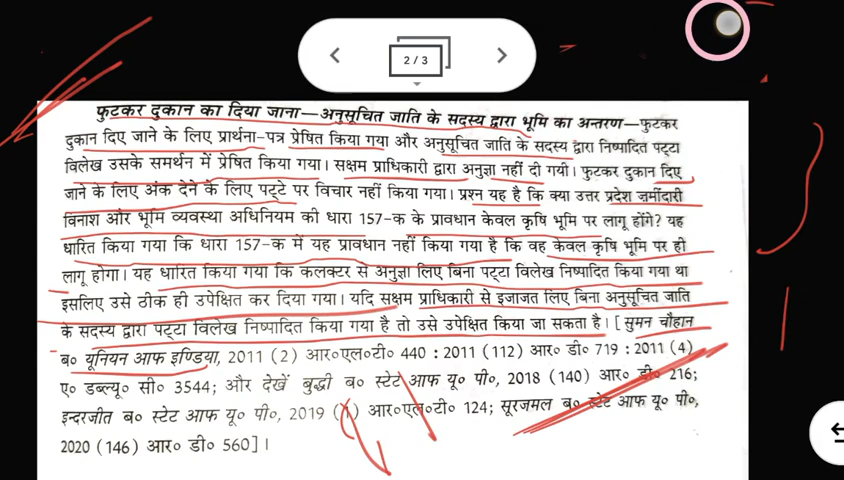 2/3
फुटकर दुकान का दिया जाना—अनुसूचित जाति के सदस्य द्वारा भूमि का अन्तरण—फुटकर
दुकान दिए जाने के लिए प्रार्थना-पत्र प्रेषित किया गया और अनुसूचित जाति के सदस्य द्वारा निष्पादित पट्टा
विलेख उसके समर्थन में प्रेषित किया गया। सक्षम प्राधिकारी द्वारा अनुज्ञा नहीं दी गयी। फुटकर दुकान दिए
जाने के लिए अंक देने के लिए पट्टे पर विचार नहीं किया गया। प्रश्न यह है कि क्या उत्तर प्रदेश जमींदारी
विनाश और भूमि व्यवस्था अधिनियम की धारा 157-क के प्रावधान केवल कृषि भूमि पर लागू होंगे? यह
धारित किया गया कि धारा 157-क में यह प्रावधान नहीं किया गया है कि वह केवल कृषि भूमि पर ही
लागू होगा। यह धारित किया गया कि कलक्टर से अनुज्ञा लिए बिना पट्टा विलेख निष्पादित किया गया था
इसलिए उसे ठीक ही उपेक्षित कर दिया गया। यदि सक्षम प्राधिकारी से इजाजत लिए बिना अनुसूचित जाति
के सदस्य द्वारा पट्टा विलेख निष्पादित किया गया है तो उसे उपेक्षित किया जा सकता है। [सुमन चौहान
ब० यूनियन आफ इण्डिया, 2011 (2) आर०एल०टी० 440 : 2011 (112) आर० डी० 719 : 2011 (4)
ए० डब्ल्यू० सी० 3544; और देखें बुद्धी ब० स्टेट आफ यू० पी०, 2018 (140) आर० डी० 216;
इन्दरजीत ब० स्टेट आफ यू० पी०, 2019 (1) आर०एल०टी० 124; सूरजमल ब० स्टेट आफ यू० पी०,
2020 (146) आर० डी० 560]।